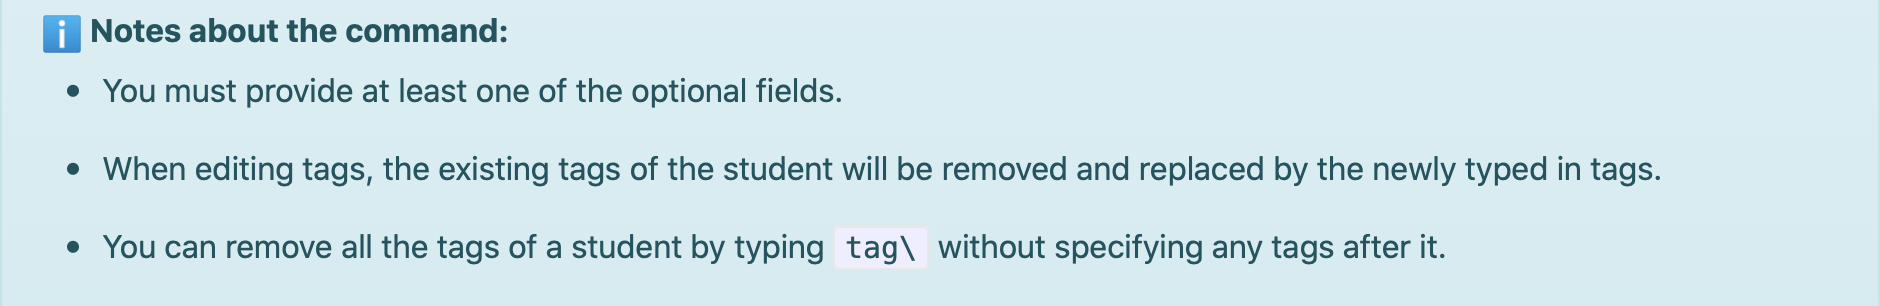 ℹ️ Notes about the command:
• You must provide at least one of the optional fields.
• When editing tags, the existing tags of the student will be removed and replaced by the newly typed in tags.
• You can remove all the tags of a student by typing tag\ without specifying any tags after it.